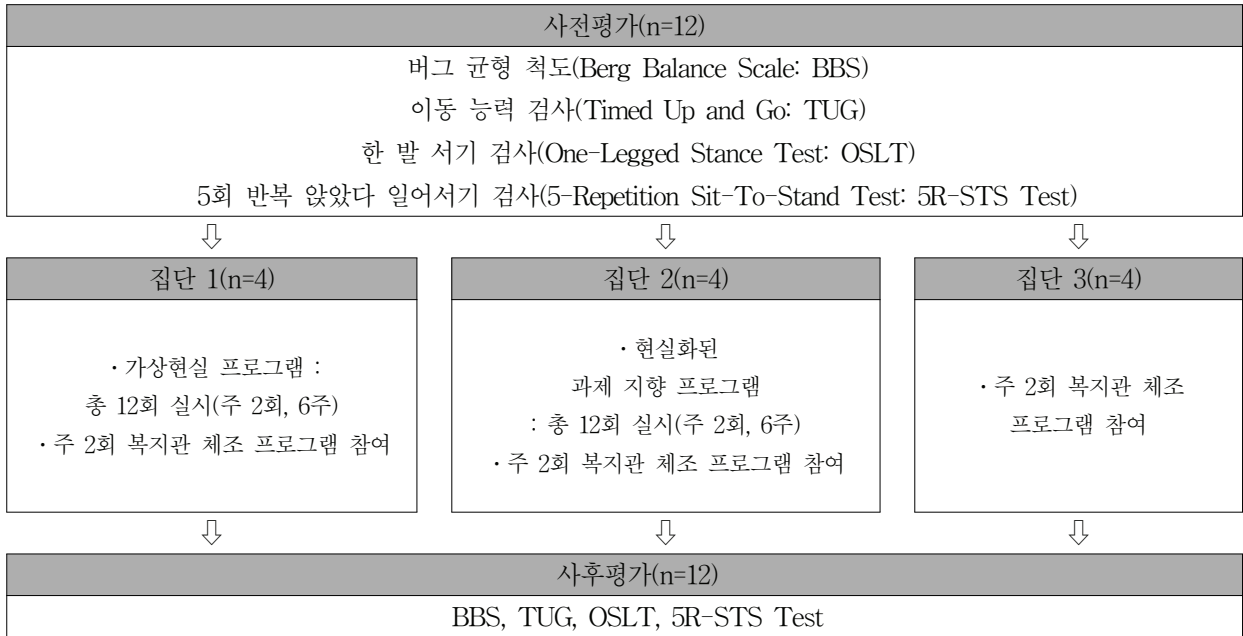 사전평가(n=12)
버그 균형 척도(Berg Balance Scale: BBS)
이동 능력 검사(Timed Up and Go: TUG)
한 발 서기 검사(One-Legged Stance Test: OSLT)
5회 반복 앉았다 일어서기 검사(5-Repetition Sit-To-Stand Test: 5R-STS Test)
집단 1(n=4)
・가상현실 프로그램 :
총 12회 실시(주 2회, 6주)
・주 2회 복지관 체조 프로그램 참여
집단 2(n=4)
・현실화된
과제 지향 프로그램
: 총 12회 실시(주 2회, 6주)
・주 2회 복지관 체조 프로그램 참여
집단 3(n=4)
・주 2회 복지관 체조
프로그램 참여
사후평가(n=12)
BBS, TUG, OSLT, 5R-STS Test